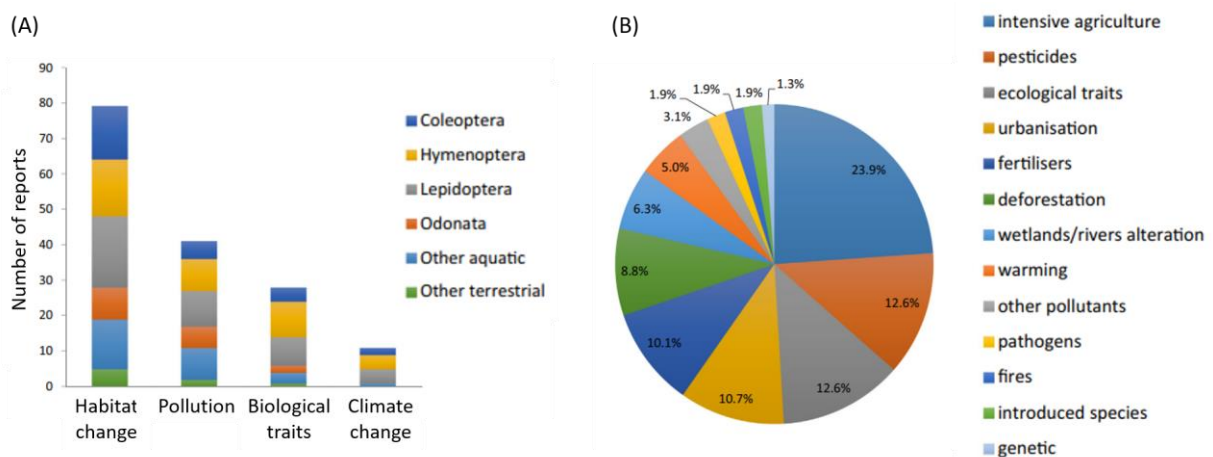 (A)
90
80
70
60
50
40
30
20
10
0
Number of reports
Habitat
change
Pollution
Biological
traits
Climate
change
Coleoptera
Hymenoptera
Lepidoptera
Odonata
Other aquatic
Other terrestrial
(B)
23.9%
12.6%
12.6%
10.7%
10.1%
8.8%
6.3%
5.0%
3.1%
1.9%
1.9%
1.9%
1.3%
intensive agriculture
pesticides
ecological traits
urbanisation
fertilisers
deforestation
wetlands/rivers alteration
warming
other pollutants
pathogens
fires
introduced species
genetic